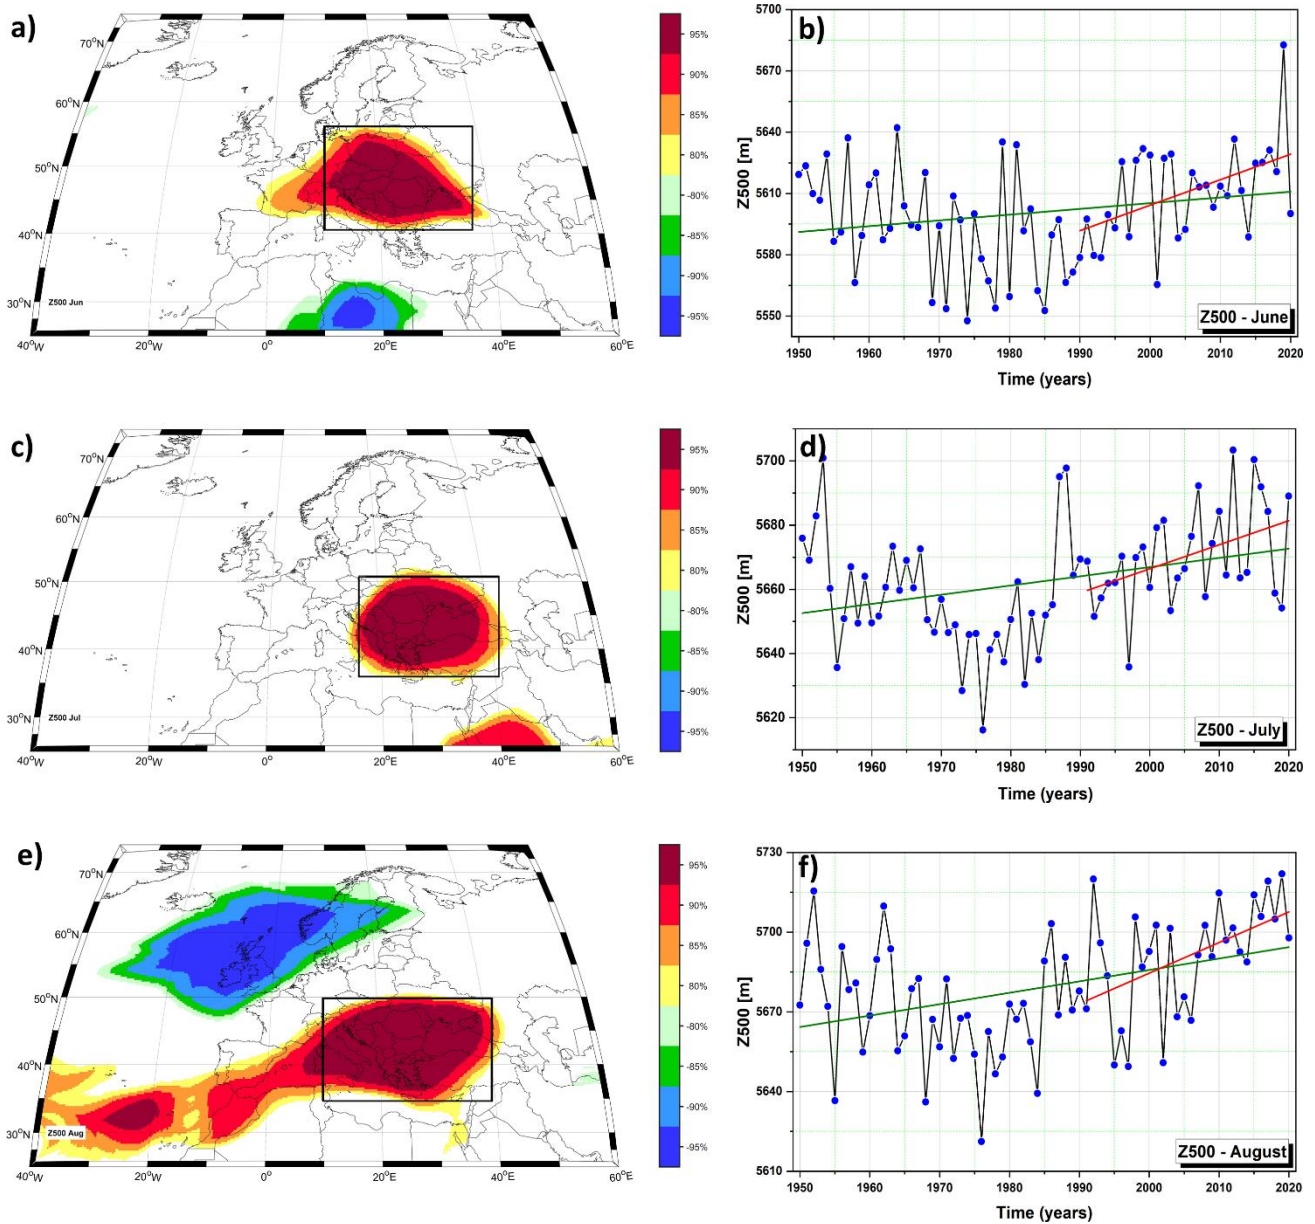 a)
70°N
60°N
50°N
40°N
30°N
Z500 Jun
40°W
20°W
0°
20°E
40°E
60°E
95%
90%
85%
80%
-80%
-85%
-90%
-95%
b)
5700
5670
5640
5610
5580
5550
Z500 [m]
1950 1960 1970 1980 1990 2000 2010 2020
Time (years)
Z500 - June
c)
70°N
60°N
50°N
40°N
30°N
Z500 Jul
40°W
20°W
0°
20°E
40°E
60°E
95%
90%
85%
80%
-80%
-85%
-90%
-95%
d)
5700
5680
5660
5640
5620
Z500 [m]
1950 1960 1970 1980 1990 2000 2010 2020
Time (years)
Z500 - July
e)
70°N
60°N
50°N
40°N
30°N
Z500 Aug
40°W
20°W
0°
20°E
40°E
60°E
95%
90%
85%
80%
-80%
-85%
-90%
-95%
f)
5730
5700
5670
5640
5610
Z500 [m]
1950 1960 1970 1980 1990 2000 2010 2020
Time (years)
Z500 - August